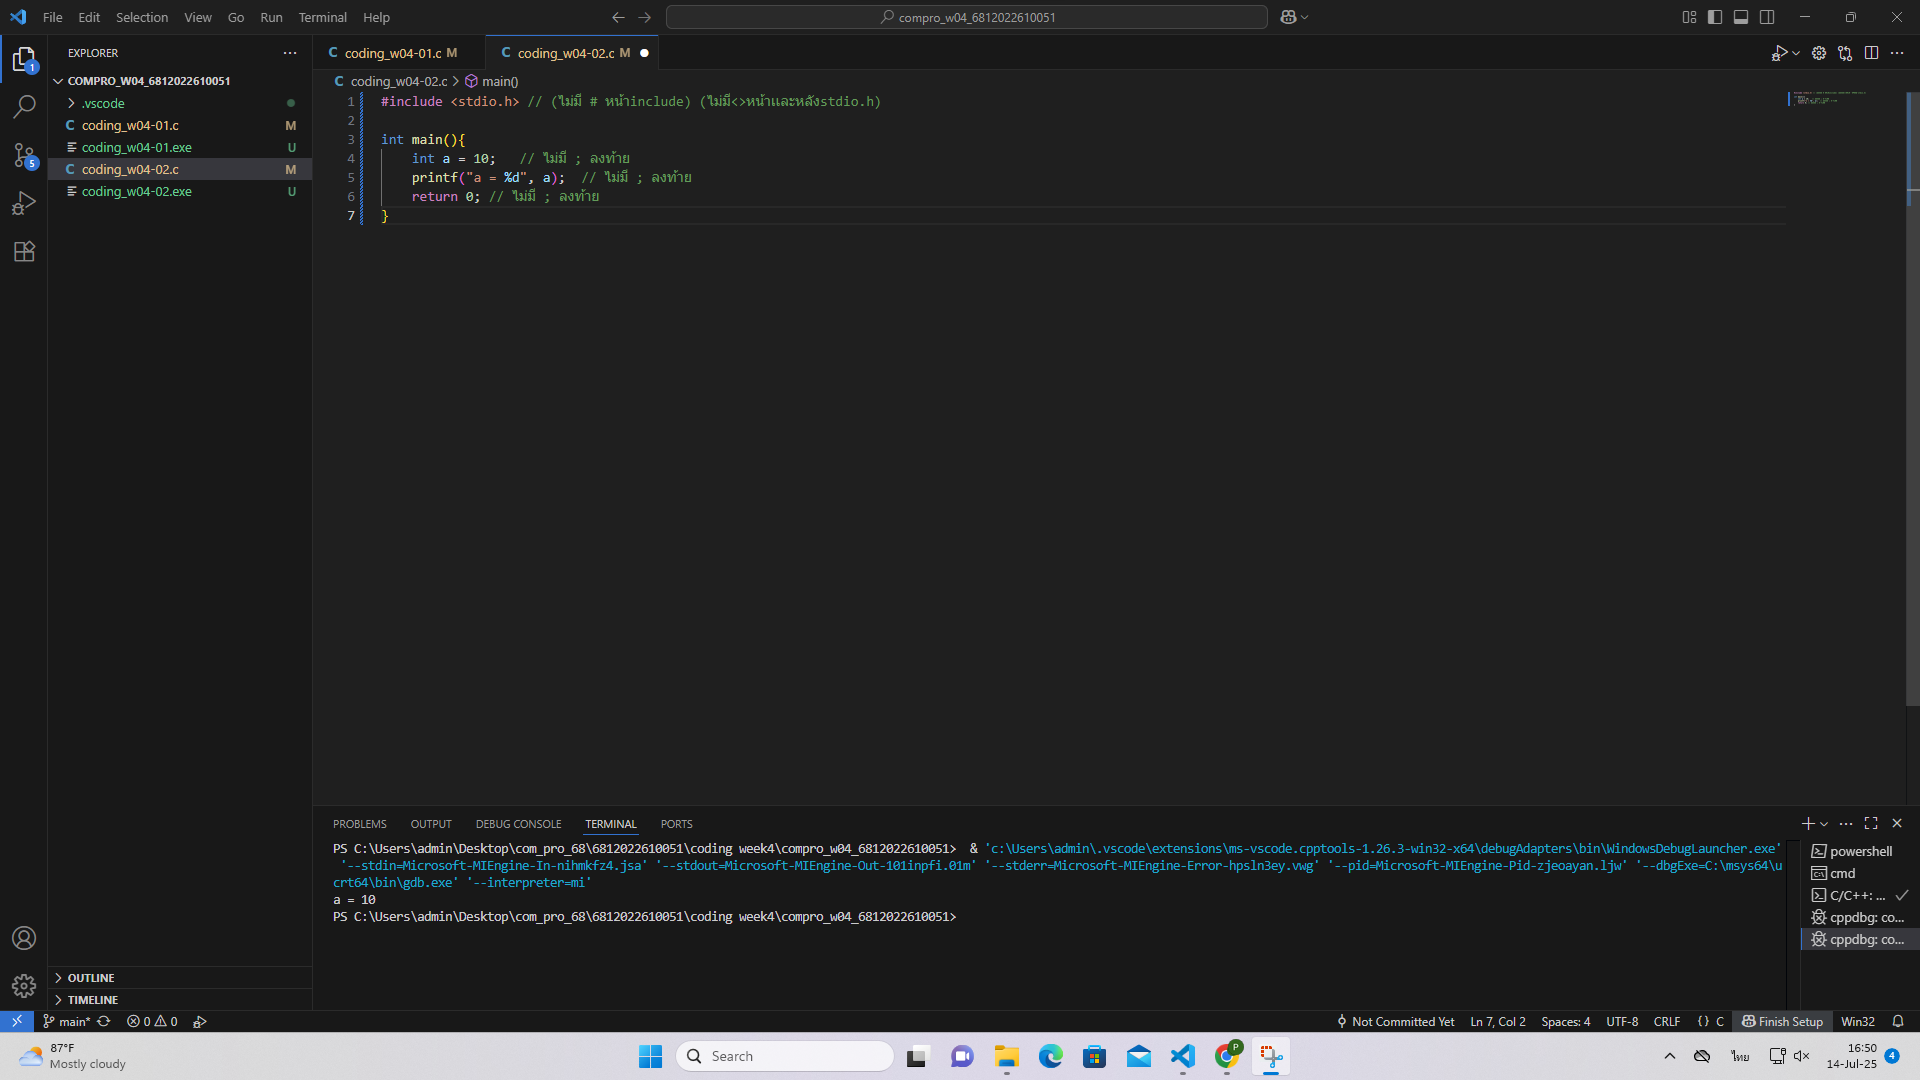 File Edit Selection View Go Run Terminal Help
compro_w04_6812022610051
EXPLORER
COMPRO_W04_6812022610051
.vscode
coding_w04-01.c M
coding_w04-01.exe U
coding_w04-02.c M
coding_w04-02.exe U
1
5
OUTLINE
TIMELINE
C coding_w04-01.c M
C coding_w04-02.c M
C coding_w04-02.c > main()
1 #include <stdio.h> // (ไม่มี # หน้าinclude) (ไม่มี<>หน้าและหลังstdio.h)
2
3 int main(){
4 int a = 10; // ไม่มี ; ลงท้าย
5 printf("a = %d", a); // ไม่มี ; ลงท้าย
6 return 0; // ไม่มี ; ลงท้าย
7 }
PROBLEMS OUTPUT DEBUG CONSOLE TERMINAL PORTS
PS C:\Users\admin\Desktop\com_pro_68\6812022610051\coding week4\compro_w04_6812022610051> & 'c:\Users\admin\.vscode\extensions\ms-vscode.cpptools-1.26.3-win32-x64\debugAdapters\bin\WindowsDebugLauncher.exe'
'--stdin=Microsoft-MIEngine-In-nihmkfz4.jsa' '--stdout=Microsoft-MIEngine-Out-101inpfi.01m' '--stderr=Microsoft-MIEngine-Error-hpsln3ey.vwg' '--pid=Microsoft-MIEngine-Pid-zjeoayan.ljw' '--dbgExe=C:\msys64\u
crt64\bin\gdb.exe' '--interpreter=mi'
a = 10
PS C:\Users\admin\Desktop\com_pro_68\6812022610051\coding week4\compro_w04_6812022610051>
powershell
cmd
C/C++: ...
cppdbg: co...
cppdbg: co...
main* 0 0
Not Committed Yet Ln 7, Col 2 Spaces: 4 UTF-8 CRLF {} C Finish Setup Win32
87°F
Mostly cloudy
Search
P
ไทย
16:50
14-Jul-25
4